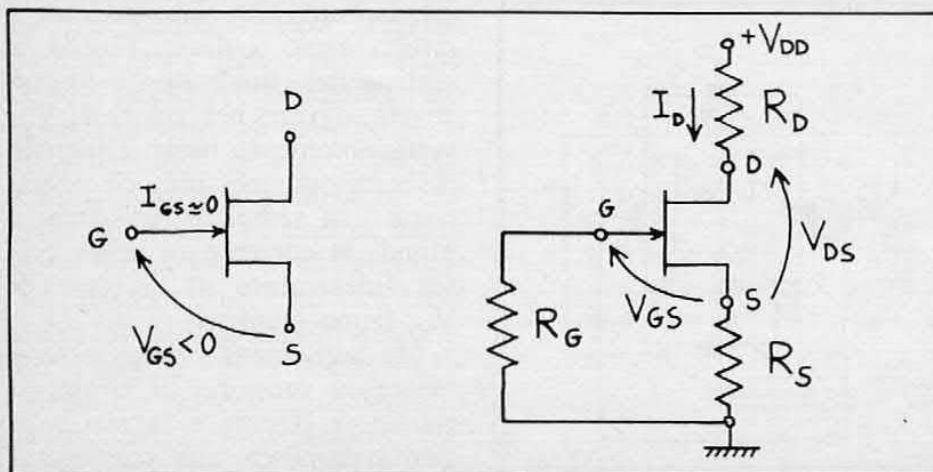 D
I_GS≃0
G
V_GS<0
S
+V_DD
I_D
R_D
D
G
V_DS
V_GS
S
R_G
R_S